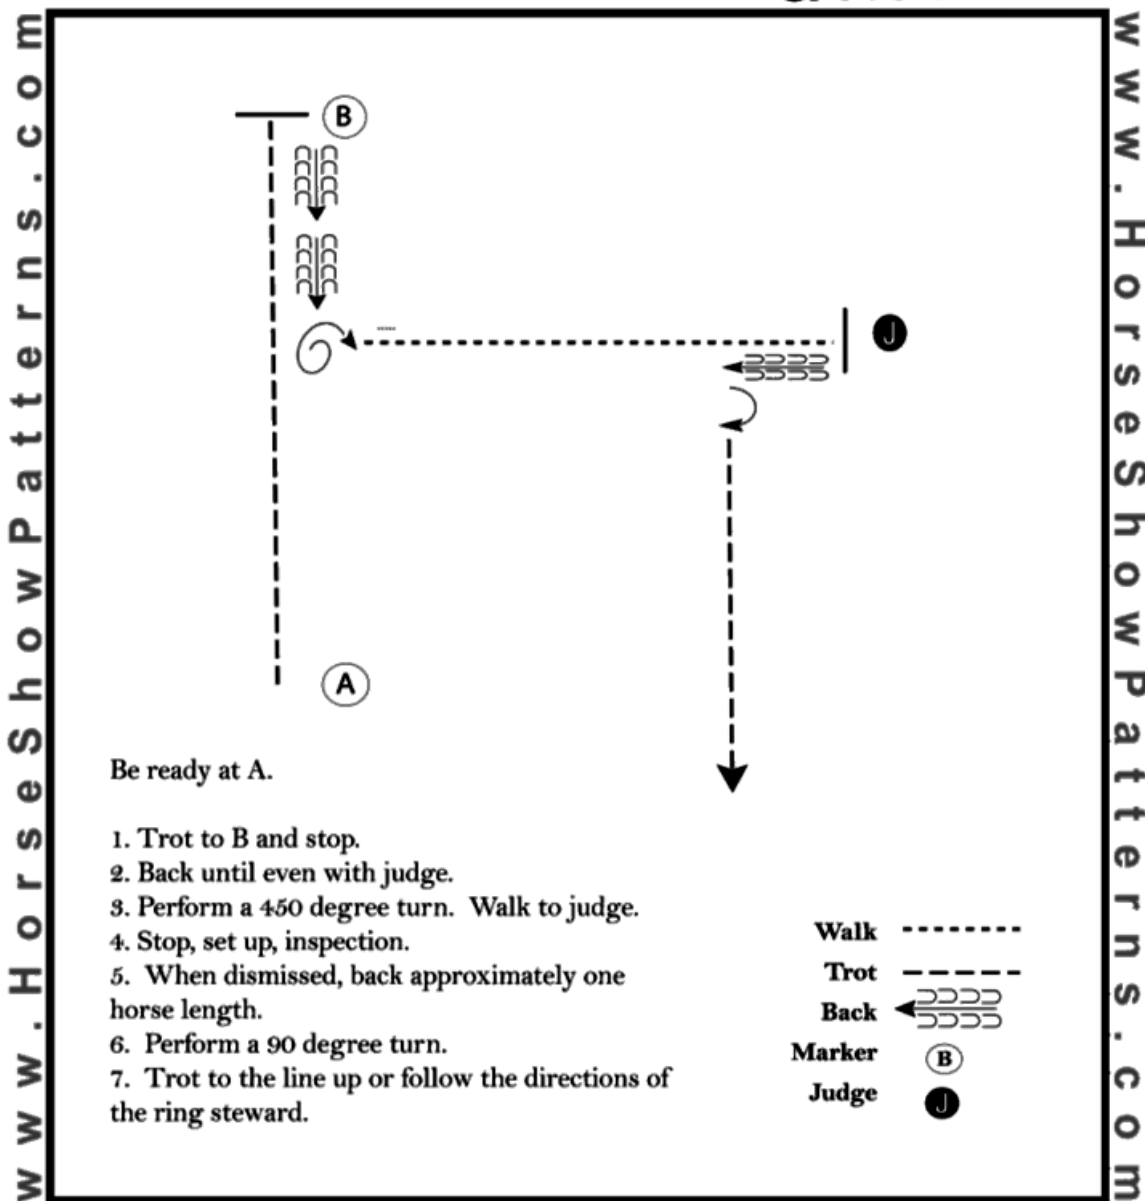 www.HorseShowPatterns.com
www.HorseShowPatterns.com
B
J
A
Be ready at A.
1. Trot to B and stop.
2. Back until even with judge.
3. Perform a 450 degree turn.  Walk to judge.
4. Stop, set up, inspection.
5.  When dismissed, back approximately one
horse length.
6.  Perform a 90 degree turn.
7.  Trot to the line up or follow the directions of
the ring steward.
Walk
Trot
Back
Marker B
Judge J